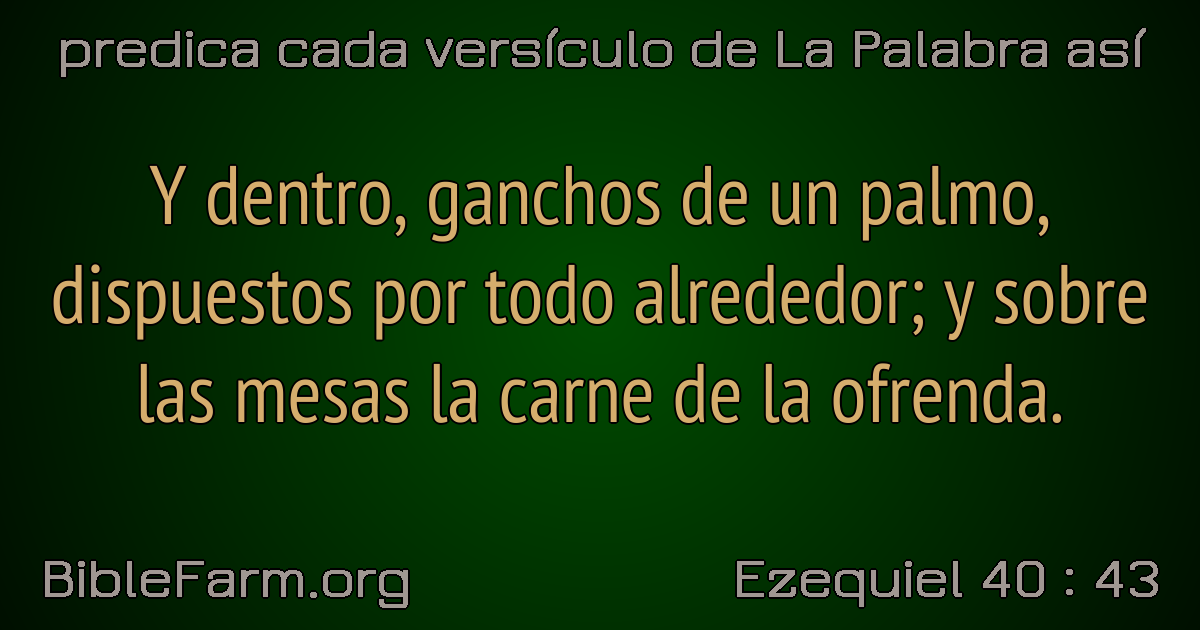 predica cada versículo de La Palabra así
Y dentro, ganchos de un palmo,
dispuestos por todo alrededor; y sobre
las mesas la carne de la ofrenda.
BibleFarm.org
Ezequiel 40 : 43